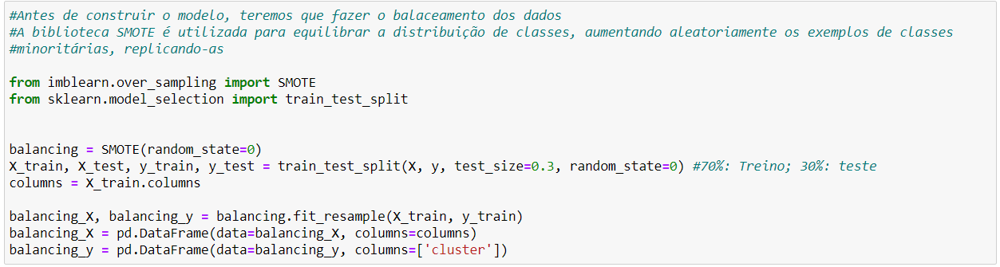 #Antes de construir o modelo, teremos que fazer o balaceamento dos dados
#A biblioteca SMOTE é utilizada para equilibrar a distribuição de classes, aumentando aleatoriamente os exemplos de classes
#minoritárias, replicando-as
from imblearn.over_sampling import SMOTE
from sklearn.model_selection import train_test_split
balancing = SMOTE(random_state=0)
X_train, X_test, y_train, y_test = train_test_split(X, y, test_size=0.3, random_state=0) #70%: Treino; 30%: teste
columns = X_train.columns
balancing_X, balancing_y = balancing.fit_resample(X_train, y_train)
balancing_X = pd.DataFrame(data=balancing_X, columns=columns)
balancing_y = pd.DataFrame(data=balancing_y, columns=['cluster'])